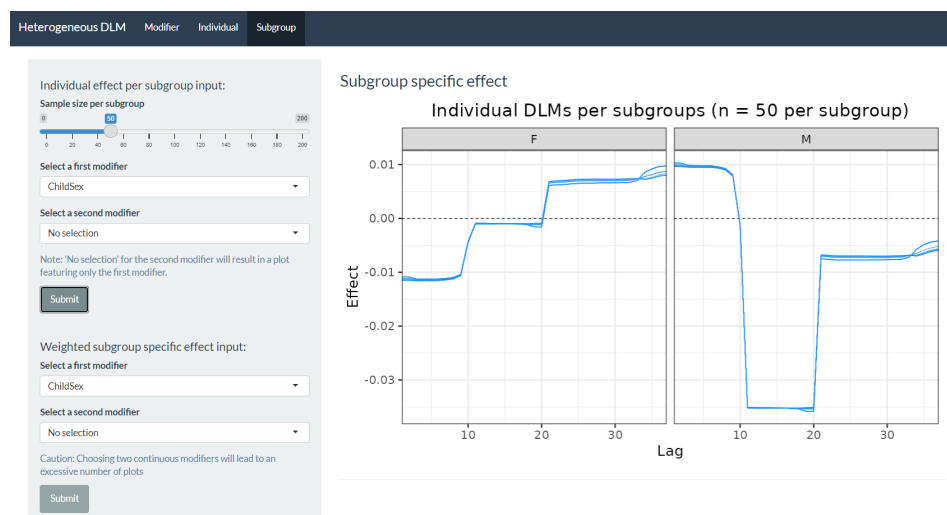 Heterogeneous DLM Modifier Individual Subgroup
Individual effect per subgroup input:
Sample size per subgroup
0 50 200
0 20 40 60 80 100 120 140 160 180 200
Select a first modifier
ChildSex
Select a second modifier
No selection
Note: 'No selection' for the second modifier will result in a plot
featuring only the first modifier.
Submit
Weighted subgroup specific effect input:
Select a first modifier
ChildSex
Select a second modifier
No selection
Caution: Choosing two continuous modifiers will lead to an
excessive number of plots
Submit
Subgroup specific effect
Individual DLMs per subgroups (n = 50 per subgroup)
F M
0.01
0.00
-0.01
-0.02
-0.03
Effect
10 20 30 10 20 30
Lag